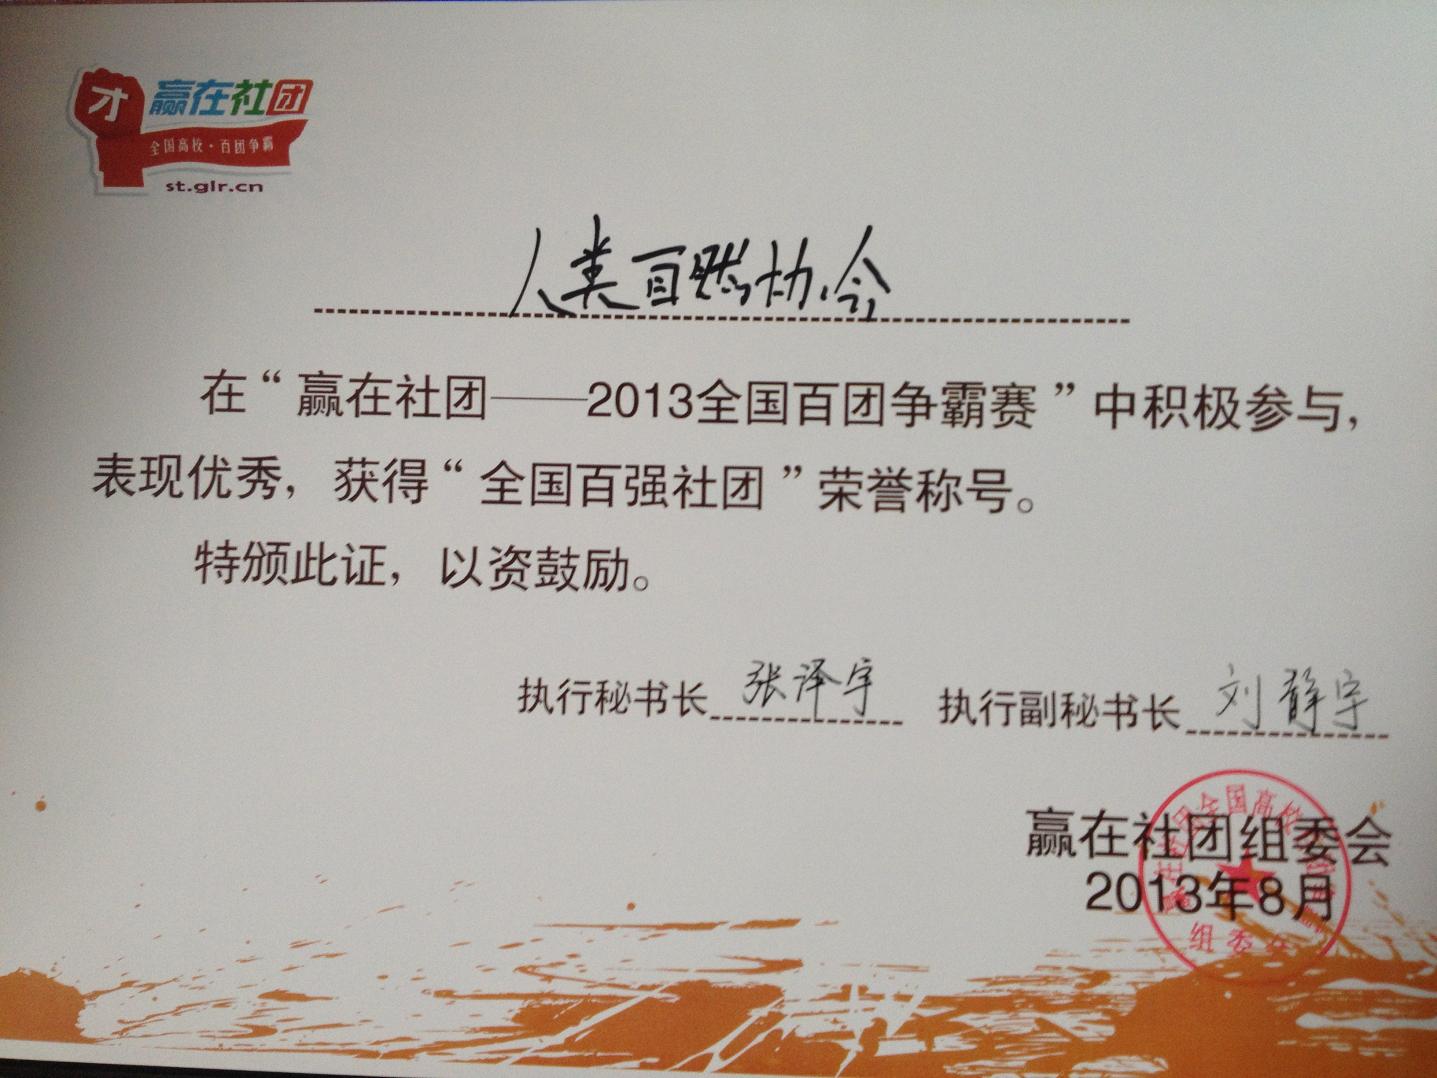 才
赢在社团
全国高校·百团争霸
st.glr.cn
人类自然协会
在“赢在社团——2013全国百团争霸赛”中积极参与，
表现优秀，获得“全国百强社团”荣誉称号。
特颁此证，以资鼓励。
执行秘书长 张泽宇 执行副秘书长 刘静宇
赢在社团组委会
2013年8月
组委会